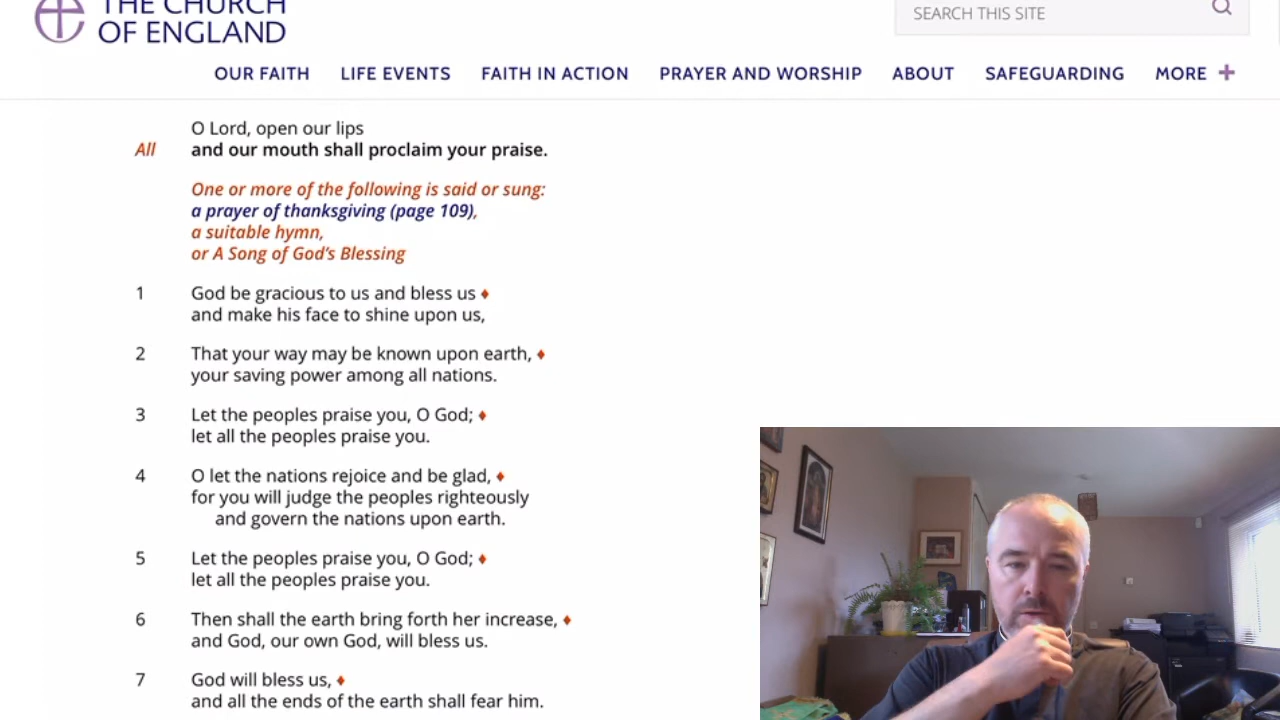 THE CHURCH
OF ENGLAND
SEARCH THIS SITE
OUR FAITH LIFE EVENTS FAITH IN ACTION PRAYER AND WORSHIP ABOUT SAFEGUARDING MORE +
O Lord, open our lips
All and our mouth shall proclaim your praise.
One or more of the following is said or sung:
a prayer of thanksgiving (page 109),
a suitable hymn,
or A Song of God's Blessing
1 God be gracious to us and bless us ♦
and make his face to shine upon us,
2 That your way may be known upon earth, ♦
your saving power among all nations.
3 Let the peoples praise you, O God; ♦
let all the peoples praise you.
4 O let the nations rejoice and be glad, ♦
for you will judge the peoples righteously
and govern the nations upon earth.
5 Let the peoples praise you, O God; ♦
let all the peoples praise you.
6 Then shall the earth bring forth her increase, ♦
and God, our own God, will bless us.
7 God will bless us, ♦
and all the ends of the earth shall fear him.